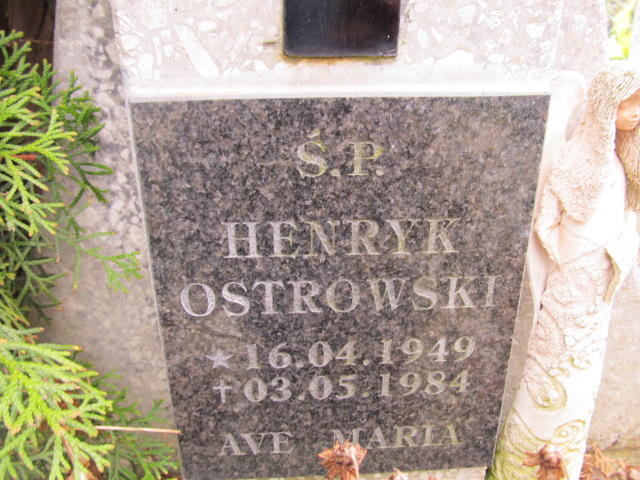 Ś.P.
HENRYK
OSTROWSKI
★16.04.1949
✝03.05.1984
AVE MARIA